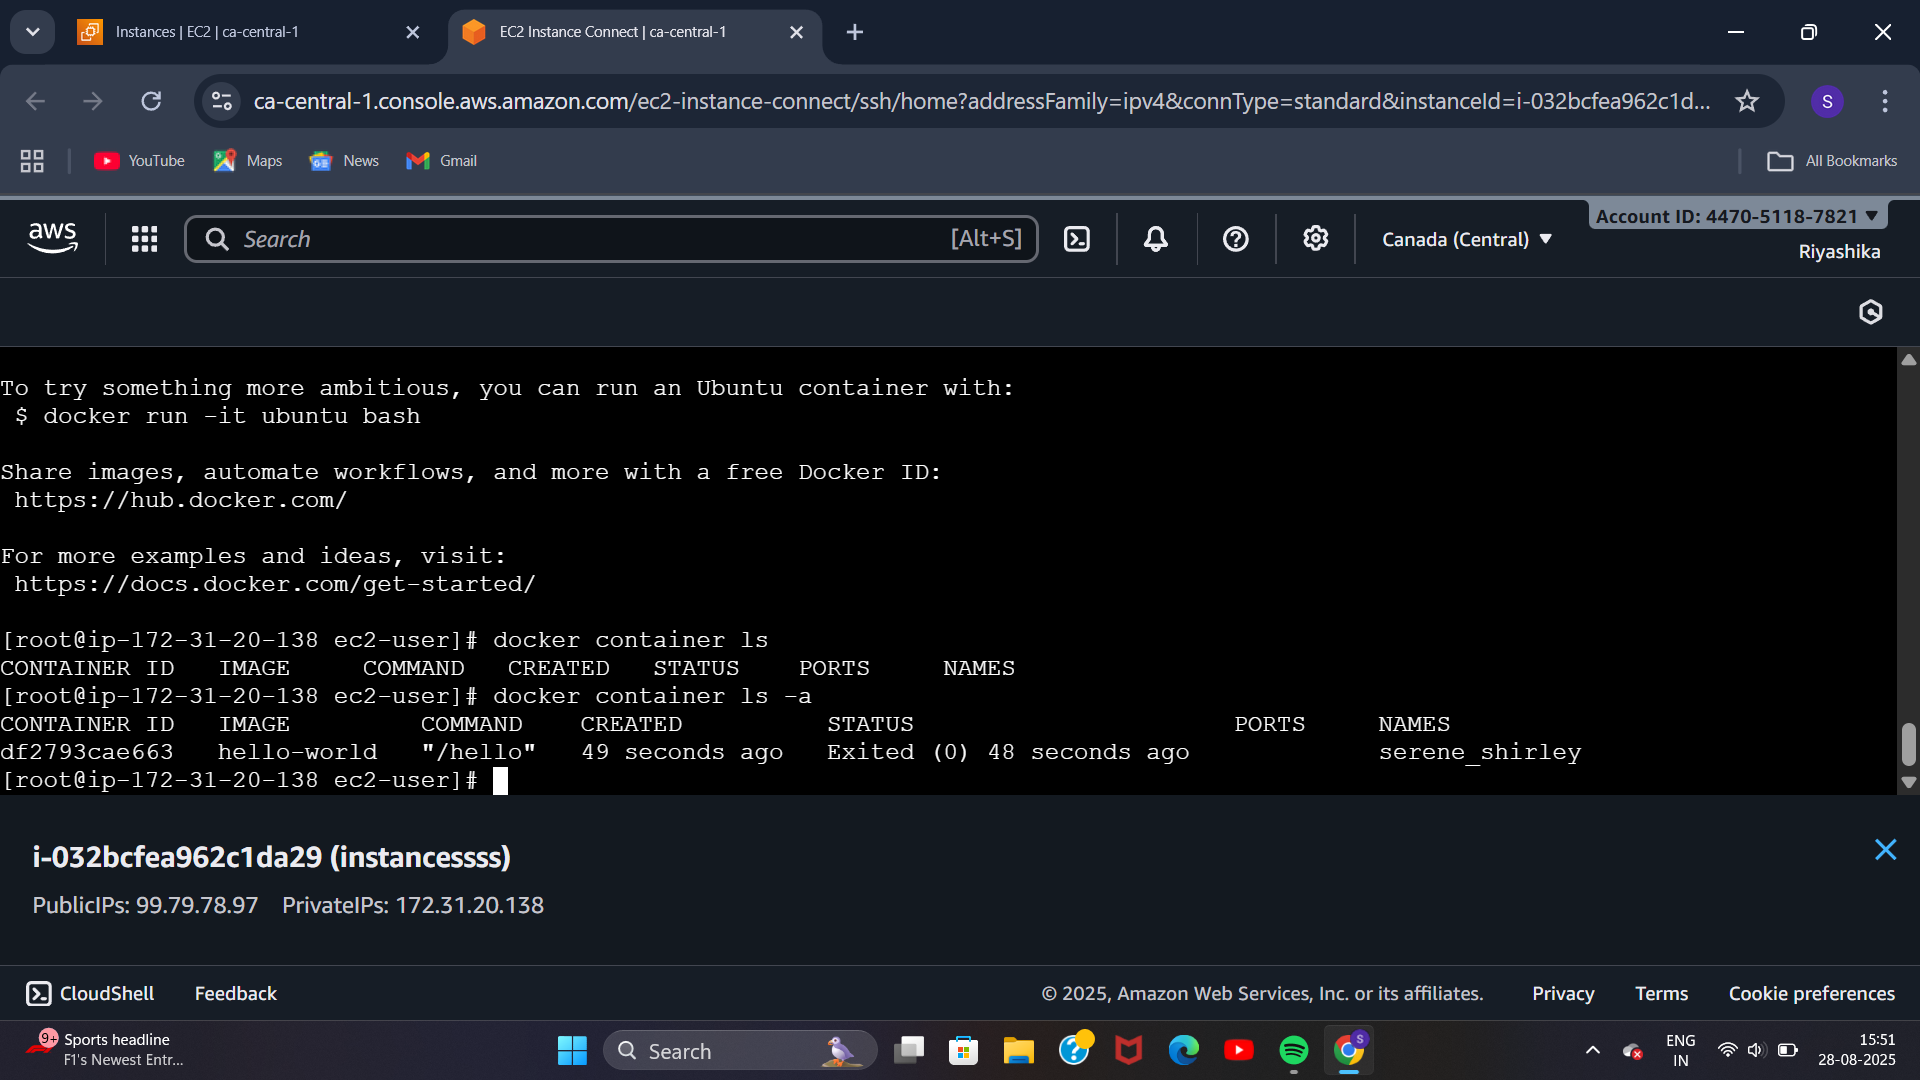 Instances | EC2 | ca-central-1
EC2 Instance Connect | ca-central-1
ca-central-1.console.aws.amazon.com/ec2-instance-connect/ssh/home?addressFamily=ipv4&connType=standard&instanceId=i-032bcfea962c1d...
S
YouTube
Maps
News
Gmail
All Bookmarks
aws
Search
[Alt+S]
Canada (Central)
Account ID: 4470-5118-7821
Riyashika
To try something more ambitious, you can run an Ubuntu container with:
$ docker run -it ubuntu bash
Share images, automate workflows, and more with a free Docker ID:
https://hub.docker.com/
For more examples and ideas, visit:
https://docs.docker.com/get-started/
[root@ip-172-31-20-138 ec2-user]# docker container ls
CONTAINER ID   IMAGE     COMMAND   CREATED   STATUS    PORTS     NAMES
[root@ip-172-31-20-138 ec2-user]# docker container ls -a
CONTAINER ID   IMAGE         COMMAND    CREATED          STATUS                      PORTS     NAMES
df2793cae663   hello-world   "/hello"   49 seconds ago   Exited (0) 48 seconds ago             serene_shirley
[root@ip-172-31-20-138 ec2-user]#
i-032bcfea962c1da29 (instancessss)
PublicIPs: 99.79.78.97 PrivateIPs: 172.31.20.138
CloudShell
Feedback
© 2025, Amazon Web Services, Inc. or its affiliates.
Privacy
Terms
Cookie preferences
9+
Sports headline
F1's Newest Entr...
Search
S
ENG
IN
15:51
28-08-2025